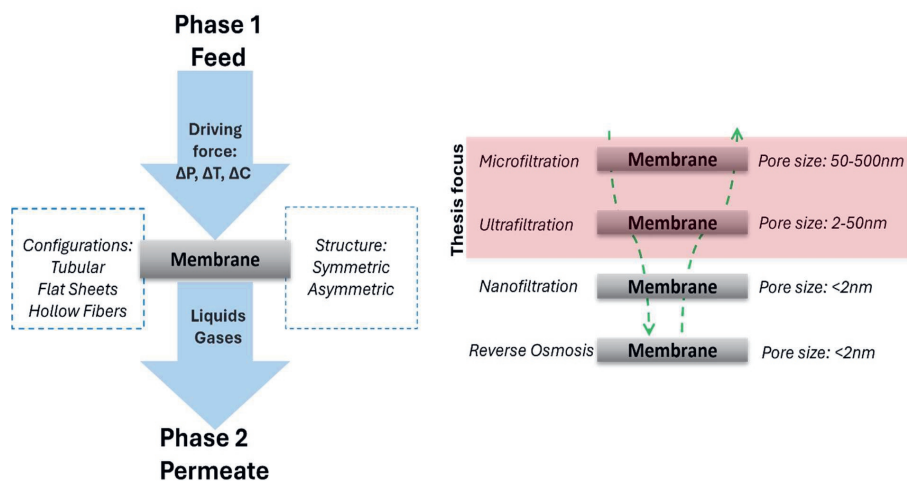 Phase 1
Feed
Driving
force:
ΔP, ΔT, ΔC
Configurations:
Tubular
Flat Sheets
Hollow Fibers
Membrane
Structure:
Symmetric
Asymmetric
Liquids
Gases
Phase 2
Permeate
Thesis focus
Microfiltration Membrane Pore size: 50-500nm
Ultrafiltration Membrane Pore size: 2-50nm
Nanofiltration Membrane Pore size: <2nm
Reverse Osmosis Membrane Pore size: <2nm